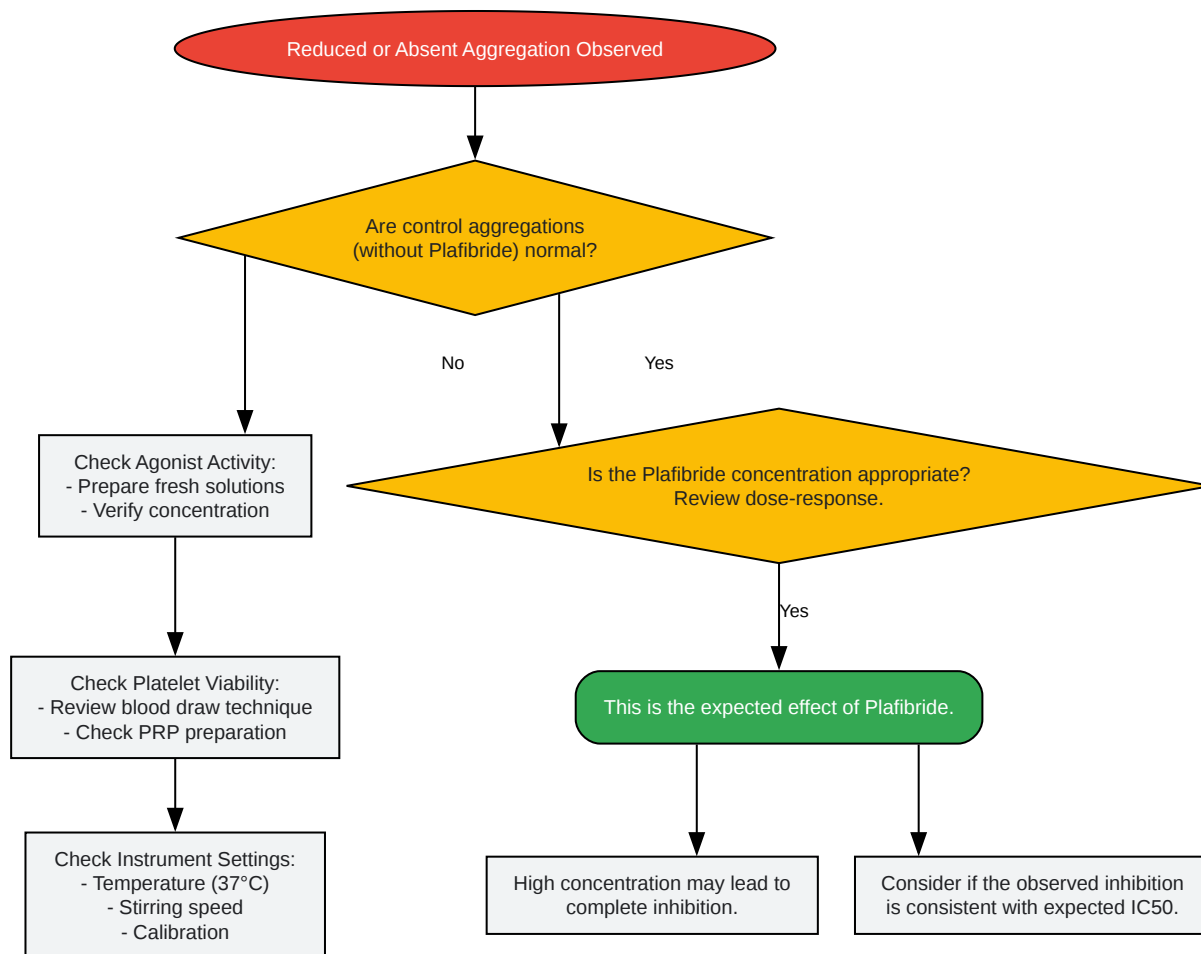 Reduced or Absent Aggregation Observed
Are control aggregations
(without Plafibride) normal?
No
Yes
Check Agonist Activity:
- Prepare fresh solutions
- Verify concentration
Is the Plafibride concentration appropriate?
Review dose-response.
Yes
Check Platelet Viability:
- Review blood draw technique
- Check PRP preparation
This is the expected effect of Plafibride.
Check Instrument Settings:
- Temperature (37°C)
- Stirring speed
- Calibration
High concentration may lead to
complete inhibition.
Consider if the observed inhibition
is consistent with expected IC50.